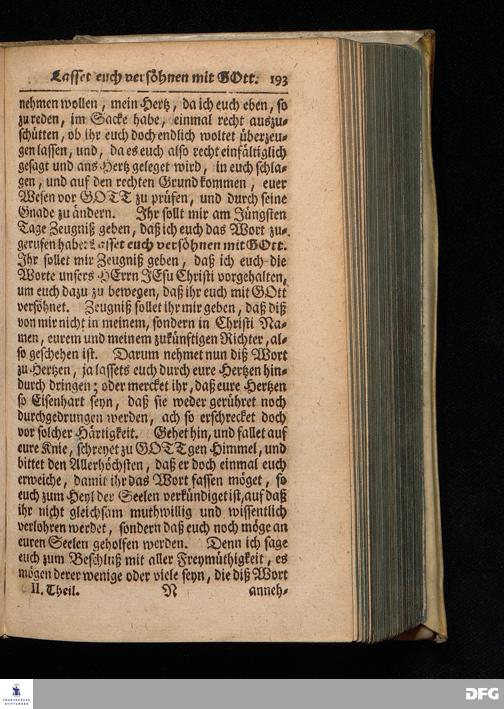 Lasset euch versöhnen mit GOtt. 193
nehmen wollen, mein Hertz, da ich euch eben, so
zu reden, im Sacke habe, einmal recht auszu-
schütten, ob ihr euch doch endlich woltet überzeu-
gen lassen, und, da es euch also recht einfältiglich
gesagt und ans Hertz geleget wird, in euch schla-
gen, und auf den rechten Grund kommen, euer
Wesen vor GOTT zu prüfen, und durch seine
Gnade zu ändern. Ihr sollt mir am Jüngsten
Tage Zeugniß geben, daß ich euch das Wort zu-
gerufen habe: Lasset euch versöhnen mit GOtt.
Ihr sollet mir Zeugniß geben, daß ich euch die
Worte unsers HErrn JEsu Christi vorgehalten,
um euch dazu zu bewegen, daß ihr euch mit GOtt
versöhnet. Zeugniß sollet ihr mir geben, daß diß
von mir nicht in meinem, sondern in Christi Na-
men, eurem und meinem zukünftigen Richter, al-
so geschehen ist. Darum nehmet nun diß Wort
zu Hertzen, ja lassets euch durch eure Hertzen hin-
durch dringen; oder mercket ihr, daß eure Hertzen
so Eisenhart seyn, daß sie weder gerühret noch
durchgedrungen werden, ach so erschrecket doch
vor solcher Härtigkeit. Gehet hin, und fallet auf
eure Knie, schreyet zu GOTT gen Himmel, und
bittet den Allerhöchsten, daß er doch einmal euch
erweiche, damit ihr das Wort fassen möget, so
euch zum Heyl der Seelen verkündiget ist, auf daß
ihr nicht gleichsam muthwillig und wissentlich
verlohren werdet, sondern daß euch noch möge an
euren Seelen geholfen werden. Denn ich sage
euch zum Beschluß mit aller Freymüthigkeit, es
mögen derer wenige oder viele seyn, die diß Wort
II. Theil. N anneh-
FRANCKESCHE
STIFTUNGEN
DFG